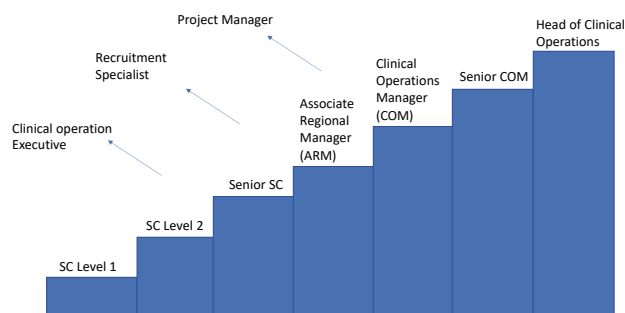 Project Manager
Head of Clinical
Operations
Recruitment
Specialist
Clinical
Operations
Manager
(COM)
Senior COM
Associate
Regional
Manager
(ARM)
Clinical operation
Executive
Senior SC
SC Level 2
SC Level 1